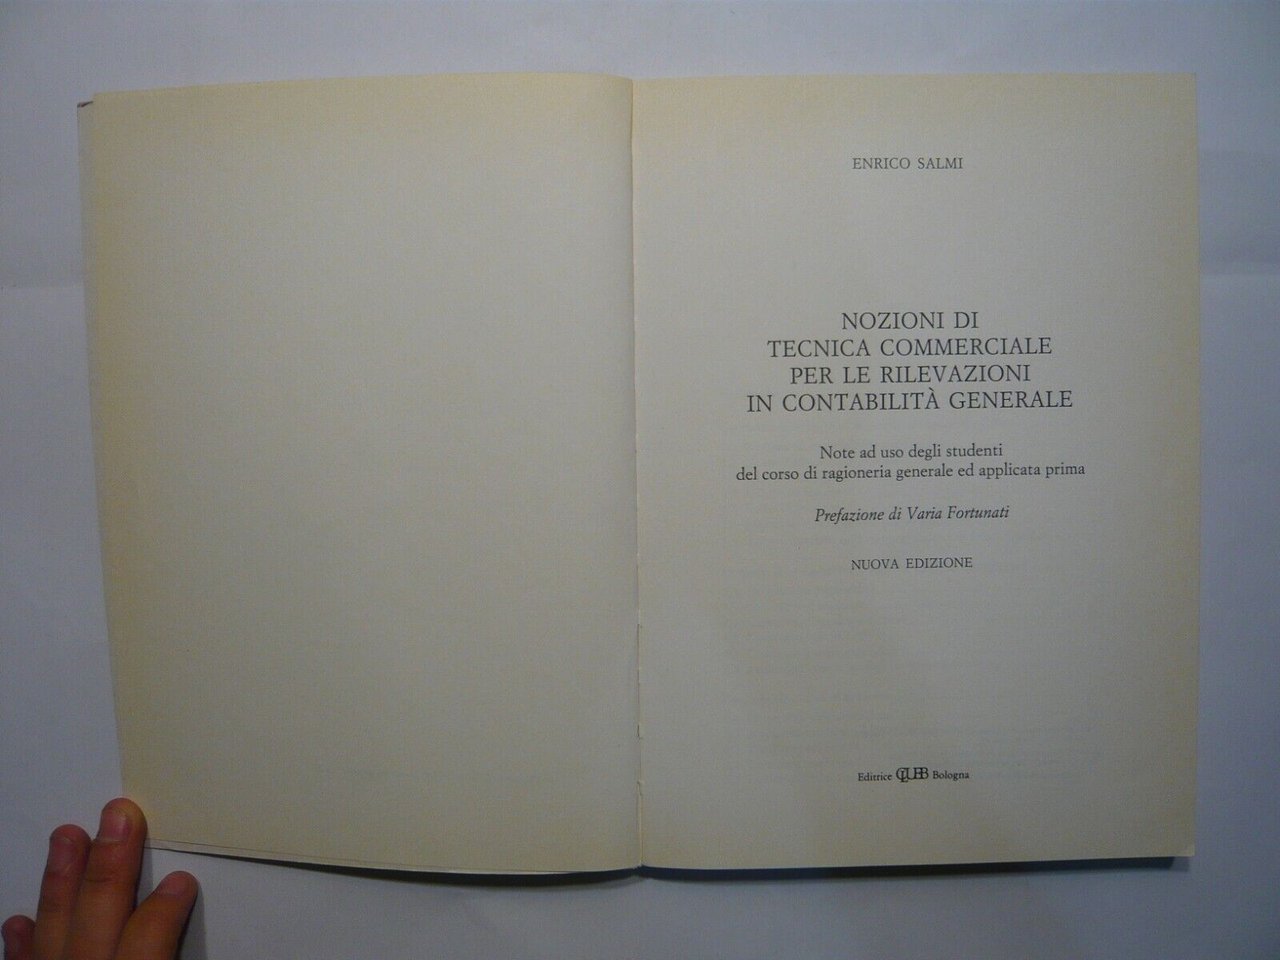 ENRICO SALMI
NOZIONI DI
TECNICA COMMERCIALE
PER LE RILEVAZIONI
IN CONTABILITÀ GENERALE
Note ad uso degli studenti
del corso di ragioneria generale ed applicata prima
Prefazione di Varia Fortunati
NUOVA EDIZIONE
Editrice CLUEB Bologna